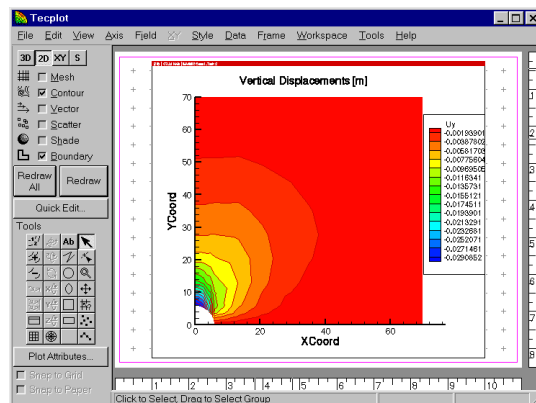 Tecplot
File Edit View Axis Field XY Style Data Frame Workspace Tools Help
3D 2D XY S
Mesh
Contour
Vector
Scatter
Shade
Boundary
Redraw All
Redraw
Quick Edit...
Tools
Ab
Plot Attributes...
Snap to Grid
Snap to Paper
Vertical Displacements [m]
70
60
50
40
30
20
10
0
YCoord
0 20 40 60
XCoord
Uy
-0.00193901
-0.00387802
-0.00581703
-0.00775604
-0.00969505
-0.0116341
-0.0135731
-0.0155121
-0.0174511
-0.0193901
-0.0213291
-0.0232681
-0.0252071
-0.0271461
-0.0290852
1 2 3 4 5 6 7 8 9 10
Click to Select, Drag to Select Group